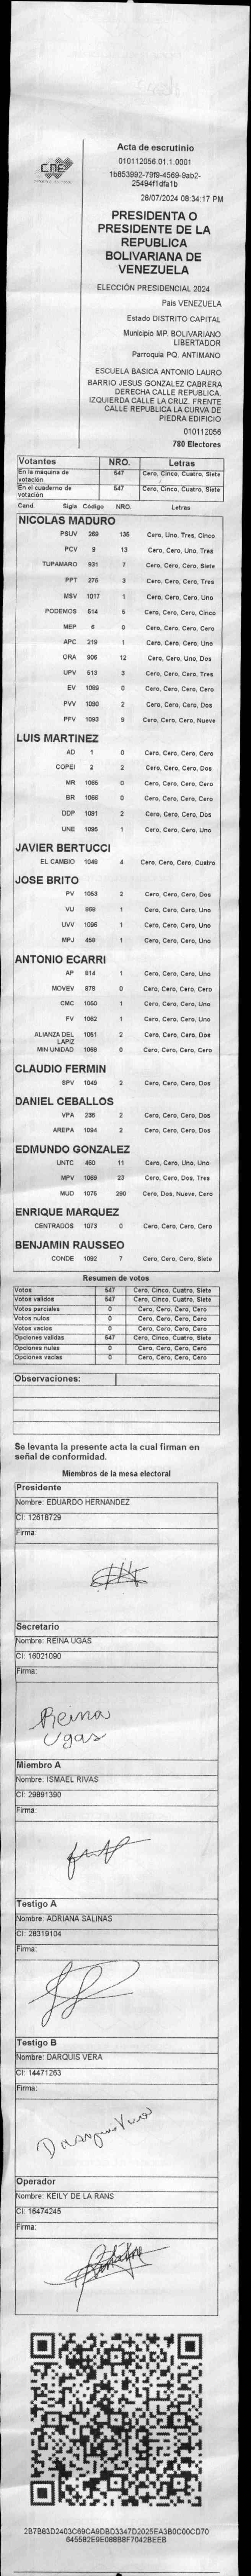 CNE
Acta de escrutinio
010112056.01.1.0001
1b853992-79f9-4569-9ab2-
25494f1dfa1b
28/07/2024 08:34:17 PM
PRESIDENTA O
PRESIDENTE DE LA
REPUBLICA
BOLIVARIANA DE
VENEZUELA
ELECCIÓN PRESIDENCIAL 2024
Pais VENEZUELA
Estado DISTRITO CAPITAL
Municipio MP. BOLIVARIANO
LIBERTADOR
Parroquia PQ. ANTIMANO
ESCUELA BASICA ANTONIO LAURO
BARRIO JESUS GONZALEZ CABRERA
DERECHA CALLE REPUBLICA.
IZQUIERDA CALLE LA CRUZ. FRENTE
CALLE REPUBLICA LA CURVA DE
PIEDRA EDIFICIO
010112056
780 Electores
Votantes NRO. Letras
En la máquina de votación 547 Cero, Cinco, Cuatro, Siete
En el cuaderno de votación 547 Cero, Cinco, Cuatro, Siete
Cand. Sigla Código NRO. Letras
NICOLAS MADURO
PSUV 269 135 Cero, Uno, Tres, Cinco
PCV 9 13 Cero, Cero, Uno, Tres
TUPAMARO 931 7 Cero, Cero, Cero, Siete
PPT 275 3 Cero, Cero, Cero, Tres
MSV 1017 1 Cero, Cero, Cero, Uno
PODEMOS 514 5 Cero, Cero, Cero, Cinco
MEP 6 0 Cero, Cero, Cero, Cero
APC 219 1 Cero, Cero, Cero, Uno
ORA 906 12 Cero, Cero, Uno, Dos
UPV 513 3 Cero, Cero, Cero, Tres
EV 1089 0 Cero, Cero, Cero, Cero
PVV 1090 2 Cero, Cero, Cero, Dos
PFV 1093 9 Cero, Cero, Cero, Nueve
LUIS MARTINEZ
AD 1 0 Cero, Cero, Cero, Cero
COPEI 2 2 Cero, Cero, Cero, Dos
MR 1065 0 Cero, Cero, Cero, Cero
BR 1086 0 Cero, Cero, Cero, Cero
DDP 1091 2 Cero, Cero, Cero, Dos
UNE 1095 1 Cero, Cero, Cero, Uno
JAVIER BERTUCCI
EL CAMBIO 1048 4 Cero, Cero, Cero, Cuatro
JOSE BRITO
PV 1053 2 Cero, Cero, Cero, Dos
VU 969 1 Cero, Cero, Cero, Uno
UVV 1096 1 Cero, Cero, Cero, Uno
MPJ 459 1 Cero, Cero, Cero, Uno
ANTONIO ECARRI
AP 914 1 Cero, Cero, Cero, Uno
MOVEV 978 0 Cero, Cero, Cero, Cero
CMC 1050 1 Cero, Cero, Cero, Uno
FV 1062 1 Cero, Cero, Cero, Uno
ALIANZA DEL LAPIZ 1051 2 Cero, Cero, Cero, Dos
MIN UNIDAD 1068 0 Cero, Cero, Cero, Cero
CLAUDIO FERMIN
SPV 1049 2 Cero, Cero, Cero, Dos
DANIEL CEBALLOS
VPA 236 2 Cero, Cero, Cero, Dos
AREPA 1094 2 Cero, Cero, Cero, Dos
EDMUNDO GONZALEZ
UNTC 460 11 Cero, Cero, Uno, Uno
MPV 1069 23 Cero, Cero, Dos, Tres
MUD 1075 290 Cero, Dos, Nueve, Cero
ENRIQUE MARQUEZ
CENTRADOS 1073 0 Cero, Cero, Cero, Cero
BENJAMIN RAUSSEO
CONDE 1092 7 Cero, Cero, Cero, Siete
Resumen de votos
Votos 547 Cero, Cinco, Cuatro, Siete
Votos validos 547 Cero, Cinco, Cuatro, Siete
Votos parciales 0 Cero, Cero, Cero, Cero
Votos nulos 0 Cero, Cero, Cero, Cero
Votos vacios 0 Cero, Cero, Cero, Cero
Opciones validas 547 Cero, Cinco, Cuatro, Siete
Opciones nulas 0 Cero, Cero, Cero, Cero
Opciones vacias 0 Cero, Cero, Cero, Cero
Observaciones:
Se levanta la presente acta la cual firman en
señal de conformidad.
Miembros de la mesa electoral
Presidente
Nombre: EDUARDO HERNANDEZ
CI: 12618729
Firma:
Secretario
Nombre: REINA UGAS
CI: 16021090
Firma:
Reina
Ugas
Miembro A
Nombre: ISMAEL RIVAS
CI: 29891390
Firma:
Testigo A
Nombre: ADRIANA SALINAS
CI: 28319104
Firma:
Testigo B
Nombre: DARQUIS VERA
CI: 14471263
Firma:
Darquis Vera
Operador
Nombre: KEILY DE LA RANS
CI: 16474245
Firma:
2B7B83D2403C69CA9DBD3347D2025EA3B0C00CD70
645582E9E088B8F7042BEEB